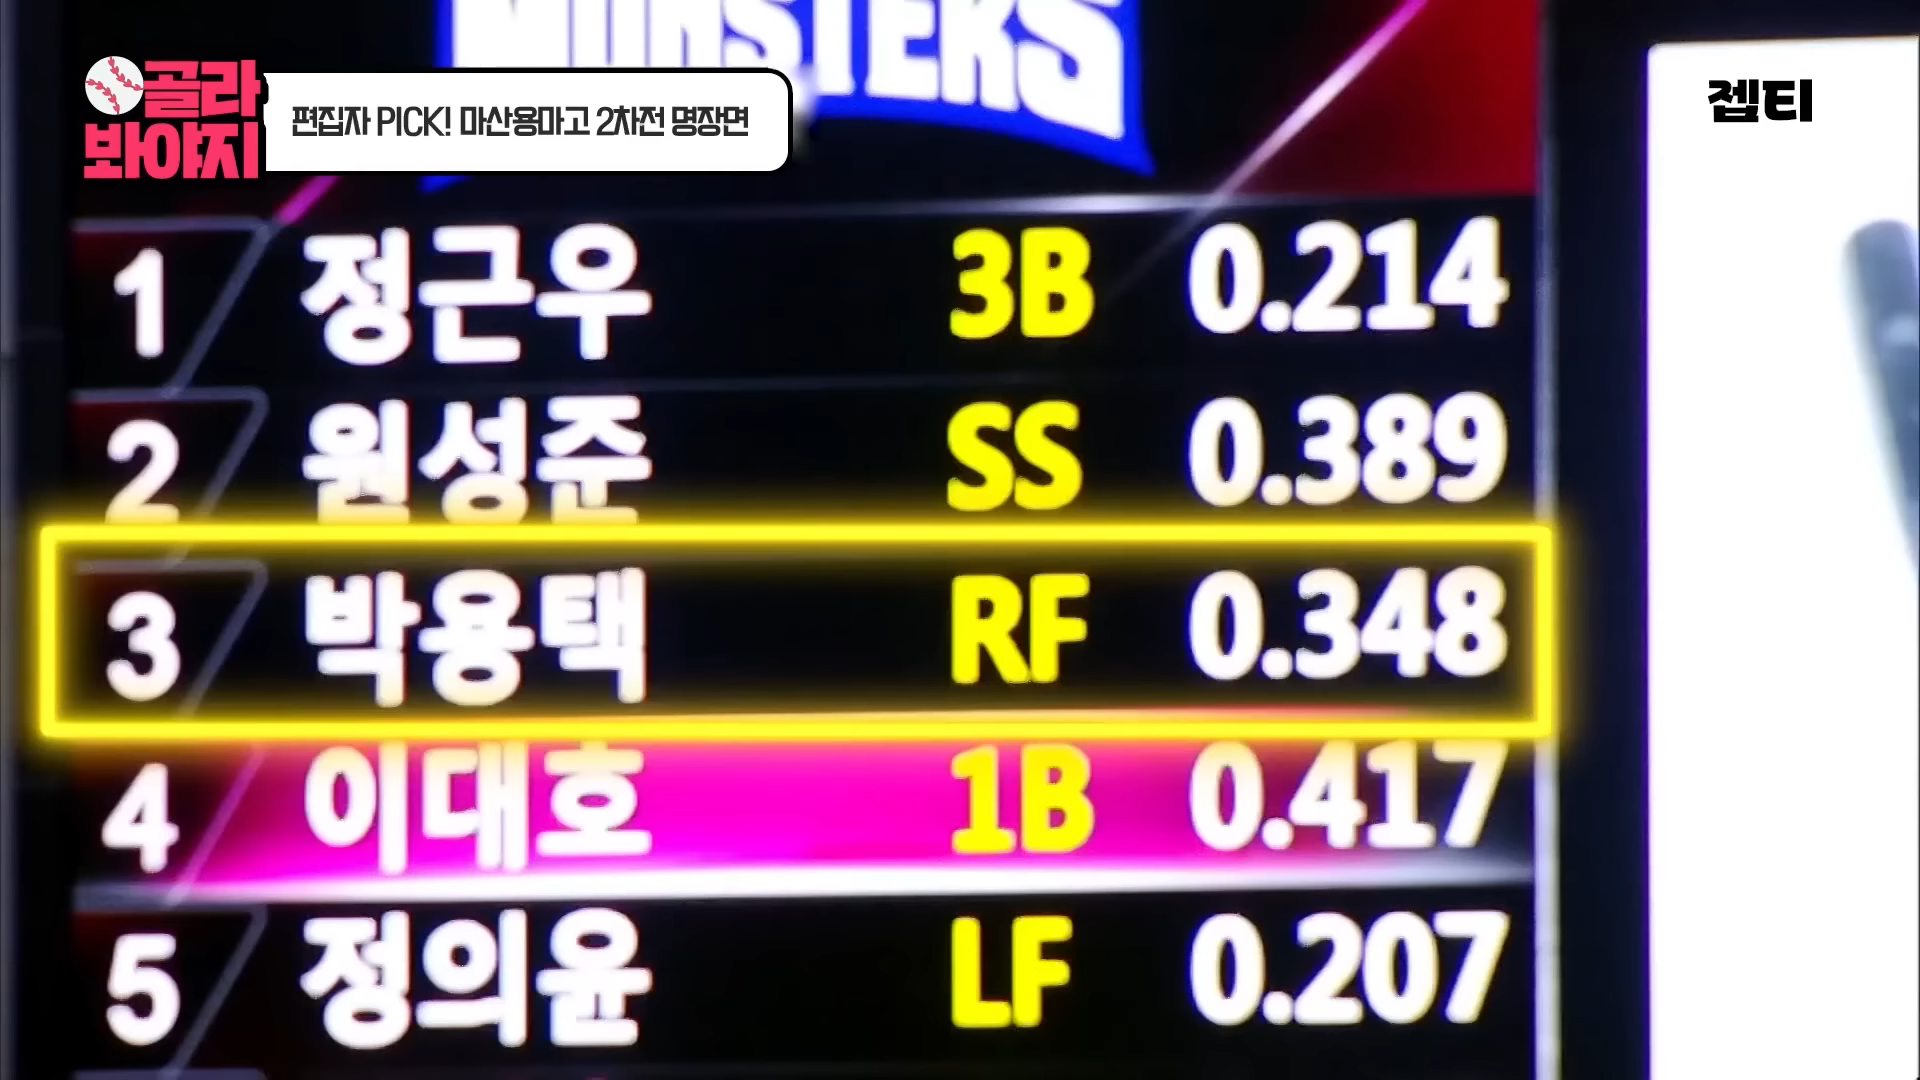 MONSTERS
골라
봐야지
편집자 PICK! 마산용마고 2차전 명장면
젭티
1 정근우 3B 0.214
2 원성준 SS 0.389
3 박용택 RF 0.348
4 이대호 1B 0.417
5 정의윤 LF 0.207